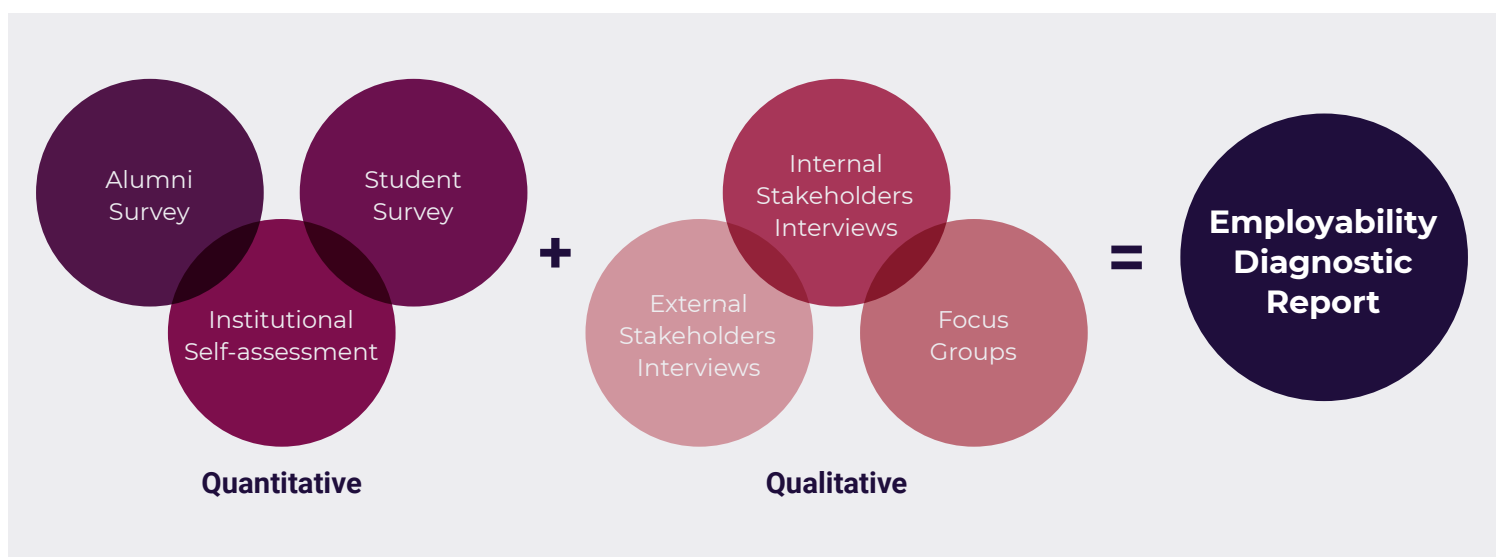 Alumni
Survey
Student
Survey
Institutional
Self-assessment
Quantitative
+
Internal
Stakeholders
Interviews
External
Stakeholders
Interviews
Focus
Groups
Qualitative
=
Employability
Diagnostic
Report